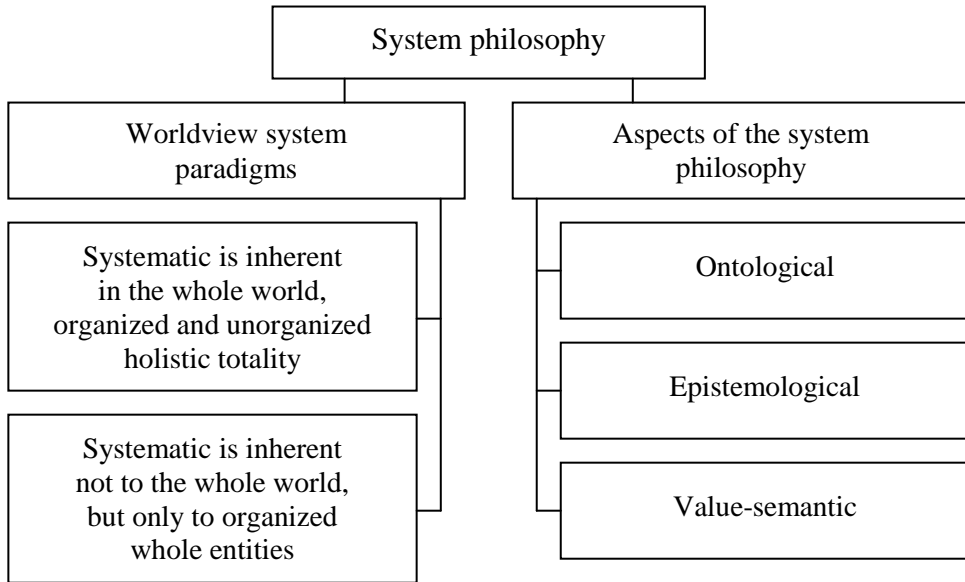 System philosophy
Worldview system
paradigms
Systematic is inherent
in the whole world,
organized and unorganized
holistic totality
Systematic is inherent
not to the whole world,
but only to organized
whole entities
Aspects of the system
philosophy
Ontological
Epistemological
Value-semantic